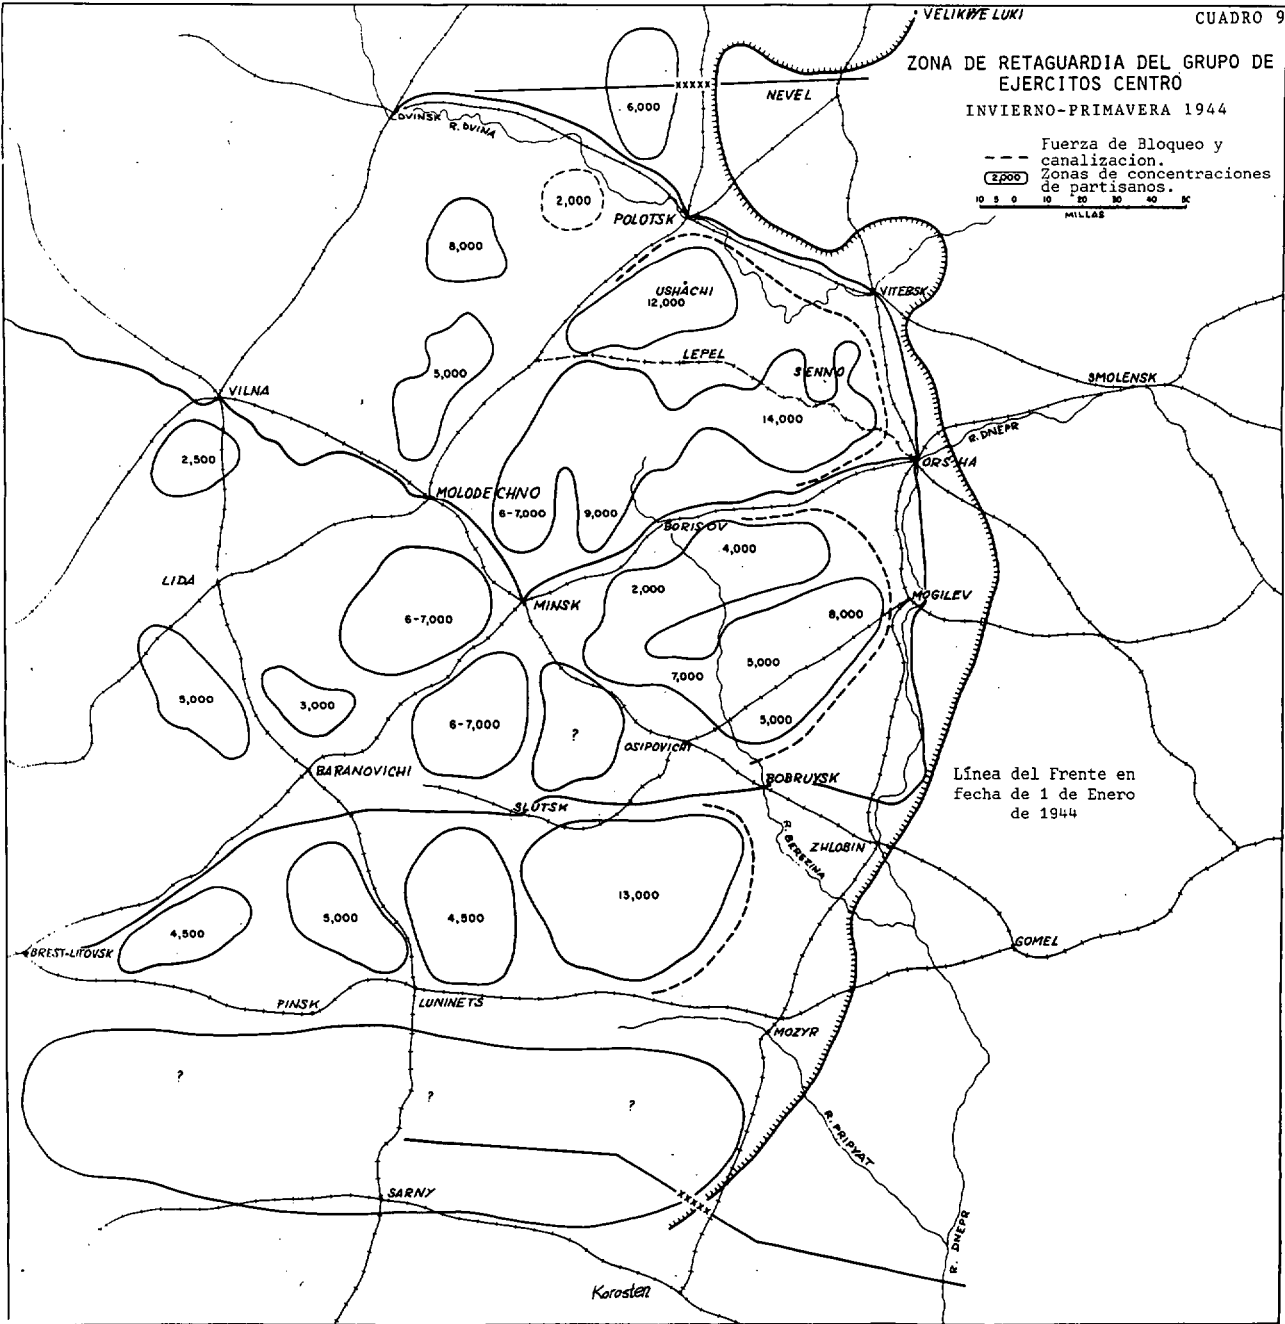 CUADRO 9
ZONA DE RETAGUARDIA DEL GRUPO DE
EJERCITOS CENTRO
INVIERNO-PRIMAVERA 1944
Fuerza de Bloqueo y
canalizacion.
2,000 Zonas de concentraciones
de partisanos.
10 5 0 10 20 30 40 50
MILLAS
VELIKIYE LUKI
XXXXX
NEVEL
6,000
DVINSK
R. DVINA
2,000
POLOTSK
8,000
USHACHI
12,000
VITEBSK
LEPEL
SENNO
5,000
SMOLENSK
VILNA
14,000
R. DNEPR
2,500
ORSHA
MOLODECHNO
6-7,000
9,000
BORISOV
4,000
LIDA
2,000
MINSK
MOGILEV
6-7,000
8,000
5,000
7,000
5,000
3,000
6-7,000
5,000
?
OSIPOVICHI
BARANOVICHI
BOBRUYSK
Línea del Frente en
fecha de 1 de Enero
de 1944
SLUTSK
R. BEREZINA
ZHLOBIN
13,000
5,000
4,500
4,500
BREST-LITOVSK
GOMEL
PINSK
LUNINETS
MOZYR
?
?
?
R. PRIPYAT
SARNY
XXXXX
R. DNEPR
Korosten